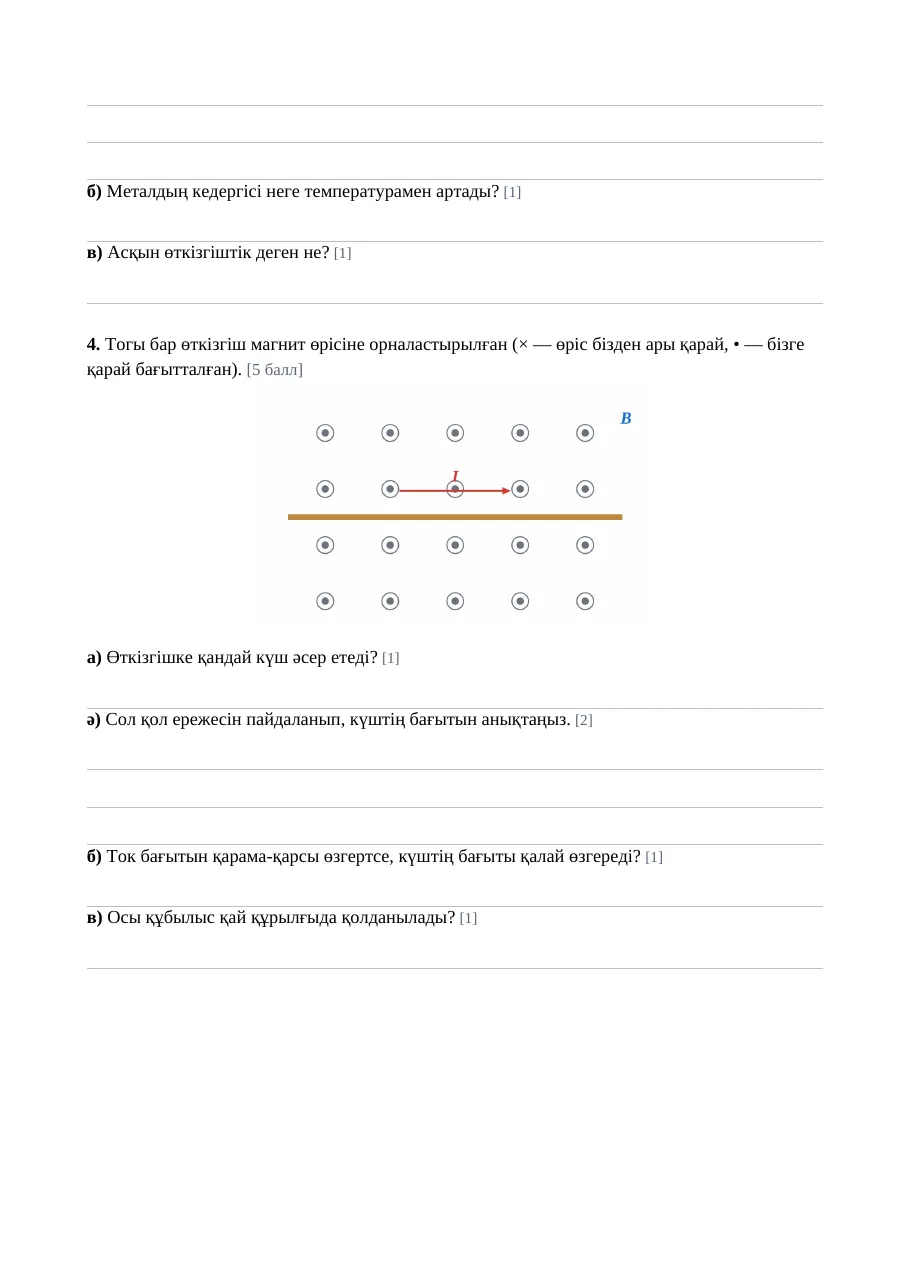 б) Металдың кедергісі неге температурамен артады? [1]
в) Асқын өткізгіштік деген не? [1]
4. Тогы бар өткізгіш магнит өрісіне орналастырылған (× — өріс бізден ары қарай, • — бізге
қарай бағытталған). [5 балл]
B
I
а) Өткізгішке қандай күш әсер етеді? [1]
ә) Сол қол ережесін пайдаланып, күштің бағытын анықтаңыз. [2]
б) Ток бағытын қарама-қарсы өзгертсе, күштің бағыты қалай өзгереді? [1]
в) Осы құбылыс қай құрылғыда қолданылады? [1]